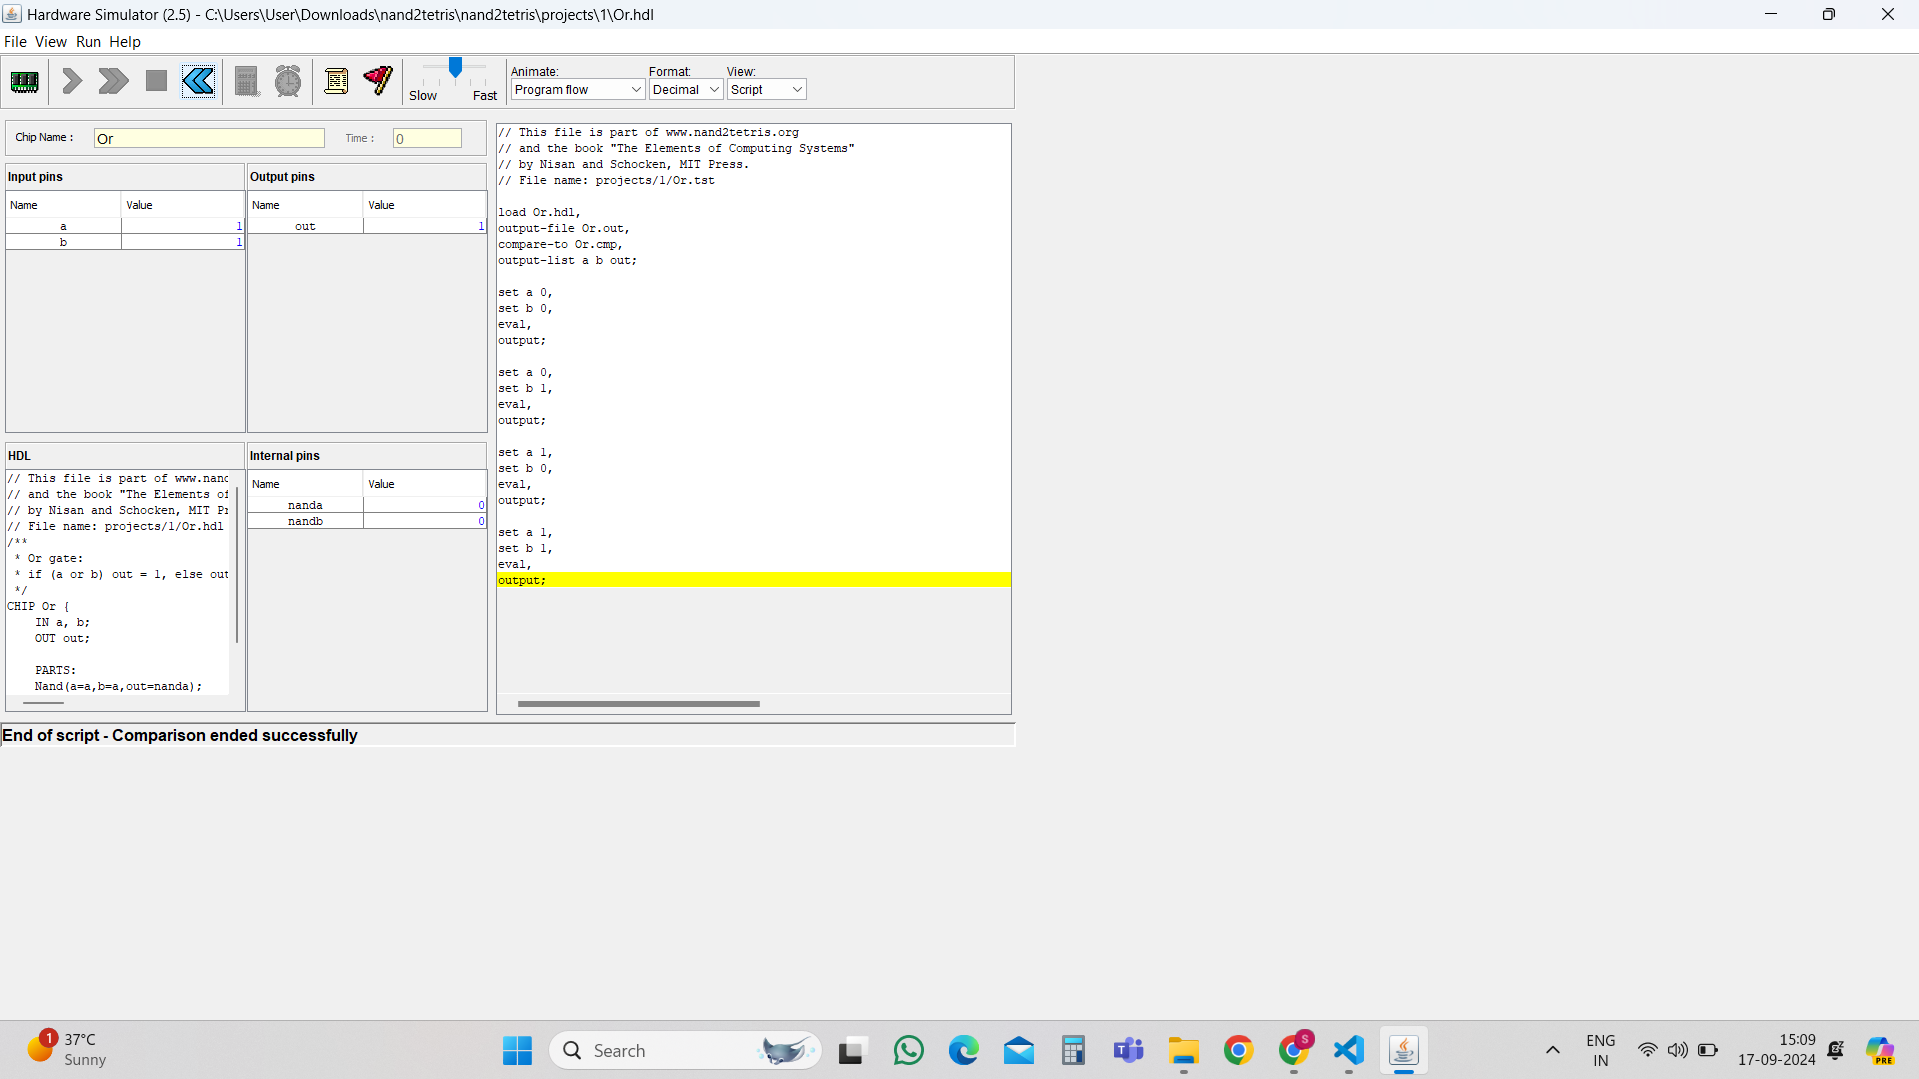 Hardware Simulator (2.5) - C:\Users\User\Downloads\nand2tetris\nand2tetris\projects\1\Or.hdl
File View Run Help
Slow Fast
Animate: Format: View:
Program flow Decimal Script
Chip Name : Or Time : 0
Input pins
Name Value
a 1
b 1
Output pins
Name Value
out 1
HDL
// This file is part of www.nand
// and the book "The Elements of
// by Nisan and Schocken, MIT Pr
// File name: projects/1/Or.hdl
/**
* Or gate:
* if (a or b) out = 1, else out
*/
CHIP Or {
IN a, b;
OUT out;
PARTS:
Nand(a=a,b=a,out=nanda);
Internal pins
Name Value
nanda 0
nandb 0
// This file is part of www.nand2tetris.org
// and the book "The Elements of Computing Systems"
// by Nisan and Schocken, MIT Press.
// File name: projects/1/Or.tst
load Or.hdl,
output-file Or.out,
compare-to Or.cmp,
output-list a b out;
set a 0,
set b 0,
eval,
output;
set a 0,
set b 1,
eval,
output;
set a 1,
set b 0,
eval,
output;
set a 1,
set b 1,
eval,
output;
End of script - Comparison ended successfully
1
37°C
Sunny
Search
S
ENG
IN
15:09
17-09-2024
PRE